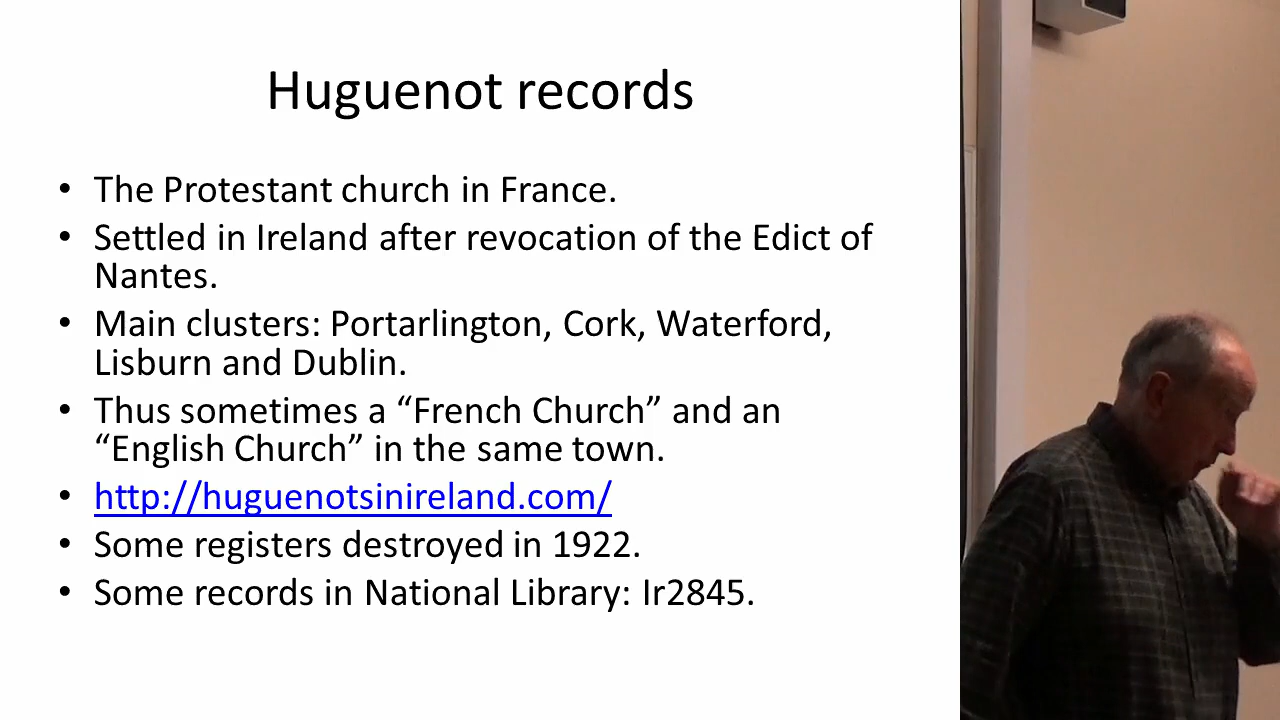 Huguenot records
• The Protestant church in France.
• Settled in Ireland after revocation of the Edict of
Nantes.
• Main clusters: Portarlington, Cork, Waterford,
Lisburn and Dublin.
• Thus sometimes a “French Church” and an
“English Church” in the same town.
• http://huguenotsinireland.com/
• Some registers destroyed in 1922.
• Some records in National Library: Ir2845.